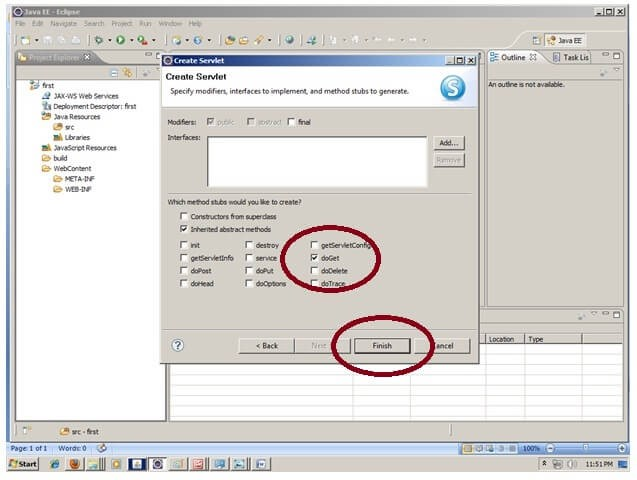 Java EE - Eclipse
File Edit Navigate Search Project Run Window Help
Java EE
Project Explorer
first
JAX-WS Web Services
Deployment Descriptor: first
Java Resources
src
Libraries
JavaScript Resources
build
WebContent
META-INF
WEB-INF
Create Servlet
Create Servlet
Specify modifiers, interfaces to implement, and method stubs to generate.
S
Modifiers: public abstract final
Interfaces:
Add...
Remove
Which method stubs would you like to create?
Constructors from superclass
Inherited abstract methods
init destroy getServletConfig
getServletInfo service doGet
doPost doPut doDelete
doHead doOptions doTrace
? < Back Next Finish Cancel
Outline Task Lis
An outline is not available.
Location Type
src - first
Page: 1 of 1 Words: 0 100%
Start 11:51 PM